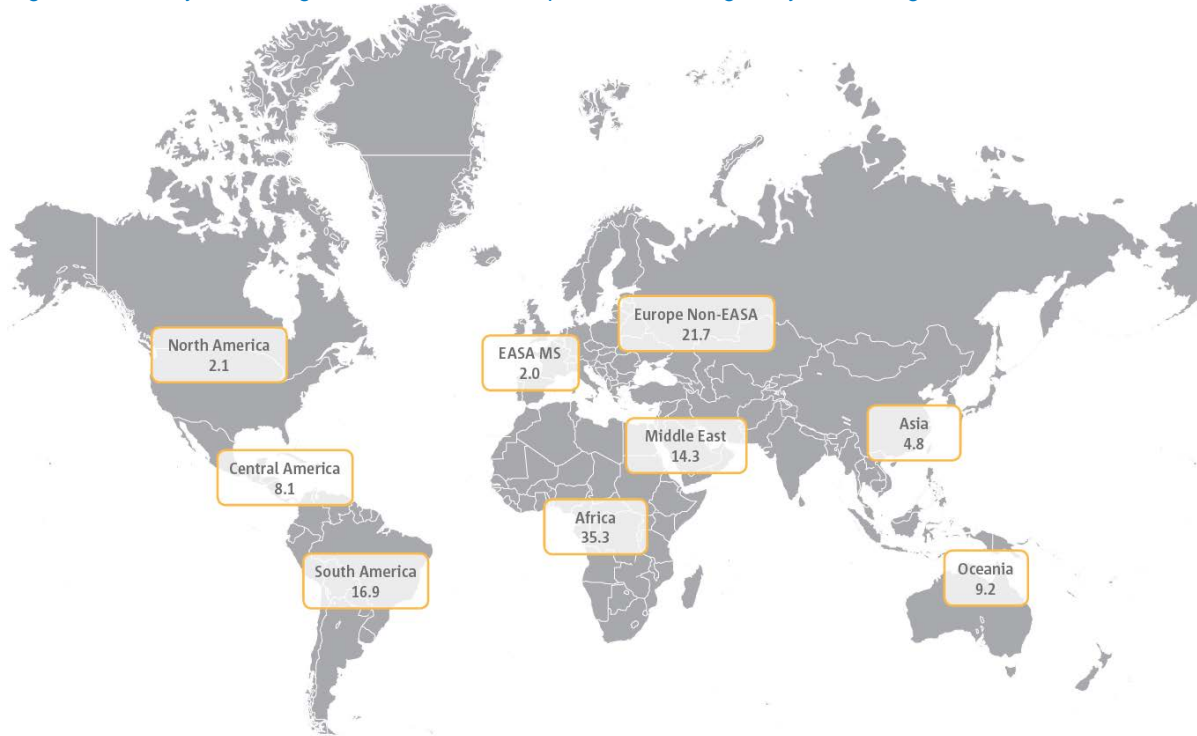 North America
2.1
Europe Non-EASA
21.7
EASA MS
2.0
Asia
4.8
Middle East
14.3
Central America
8.1
Africa
35.3
South America
16.9
Oceania
9.2